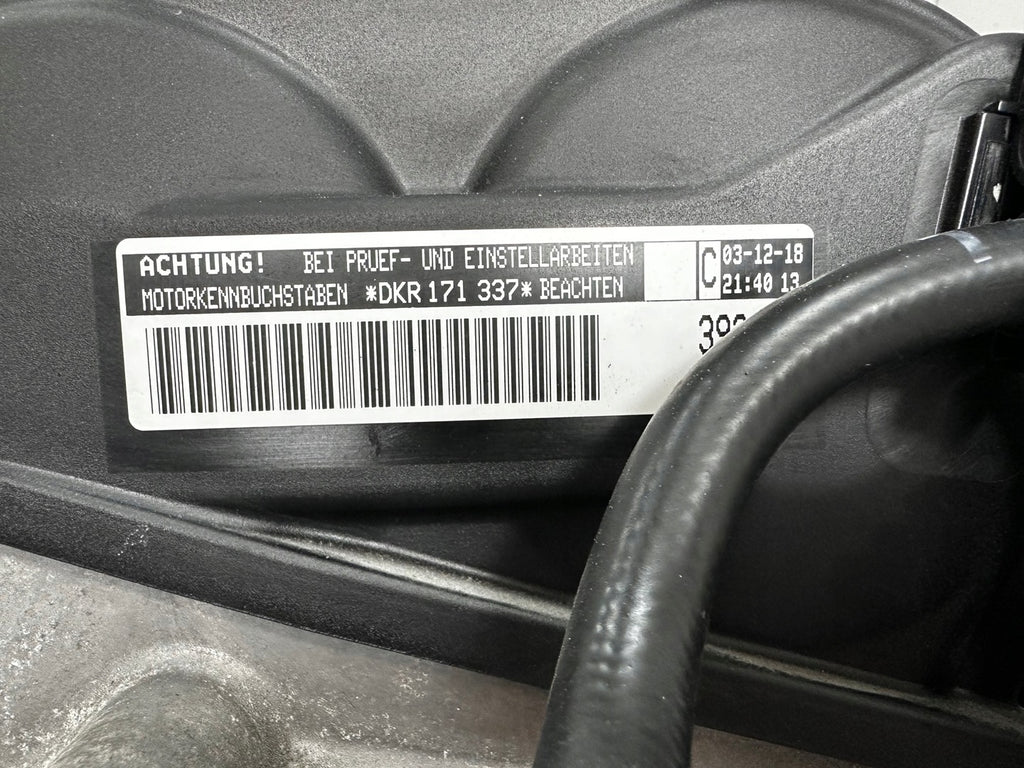 ACHTUNG! BEI PRUEF- UND EINSTELLARBEITEN C 03-12-18
MOTORKENNBUCHSTABEN *DKR 171 337* BEACHTEN 21:40 13